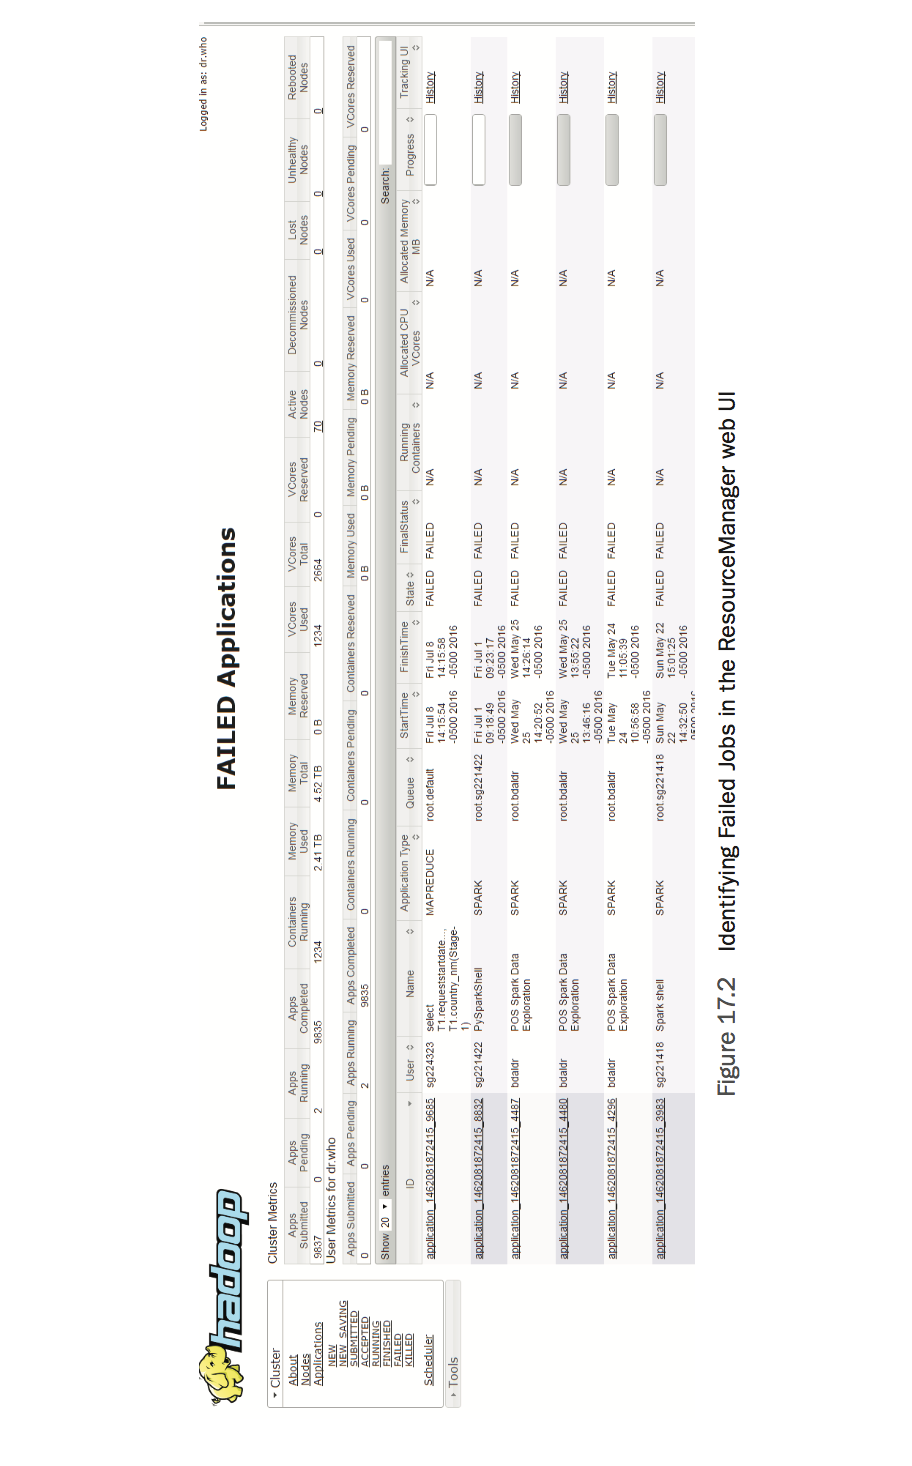 Logged in as: dr.who
hadoop
FAILED Applications
Cluster
About
Nodes
Applications
NEW
NEW_SAVING
SUBMITTED
ACCEPTED
RUNNING
FINISHED
FAILED
KILLED
Scheduler
Tools
Cluster Metrics
Apps Submitted Apps Pending Apps Running Apps Completed Containers Running Memory Used Memory Total Memory Reserved VCores Used VCores Total VCores Reserved Active Nodes Decommissioned Nodes Lost Nodes Unhealthy Nodes Rebooted Nodes
9837 0 2 9835 1234 2.41 TB 4.52 TB 0 B 1234 2664 0 70 0 0 0 0
User Metrics for dr.who
Apps Submitted Apps Pending Apps Running Apps Completed Containers Running Containers Pending Containers Reserved Memory Used Memory Pending Memory Reserved VCores Used VCores Pending VCores Reserved
0 0 2 9835 0 0 0 0 B 0 B 0 B 0 0 0
Show 20 entries Search:
ID User Name Application Type Queue StartTime FinishTime State FinalStatus Running Containers Allocated CPU VCores Allocated Memory MB Progress Tracking UI
application_1462081872415_9685 sg224323 select T1.requeststartdate..., T1.country_nm(Stage-1) MAPREDUCE root.default Fri Jul 8 14:15:54 -0500 2016 Fri Jul 8 14:15:58 -0500 2016 FAILED FAILED N/A N/A N/A History
application_1462081872415_8832 sg221422 PySparkShell SPARK root.sg221422 Fri Jul 1 09:18:49 -0500 2016 Fri Jul 1 09:23:17 -0500 2016 FAILED FAILED N/A N/A N/A History
application_1462081872415_4487 bdaldr POS Spark Data Exploration SPARK root.bdaldr Wed May 25 14:20:52 -0500 2016 Wed May 25 14:26:14 -0500 2016 FAILED FAILED N/A N/A N/A History
application_1462081872415_4480 bdaldr POS Spark Data Exploration SPARK root.bdaldr Wed May 25 13:46:16 -0500 2016 Wed May 25 13:55:22 -0500 2016 FAILED FAILED N/A N/A N/A History
application_1462081872415_4296 bdaldr POS Spark Data Exploration SPARK root.bdaldr Tue May 24 10:56:58 -0500 2016 Tue May 24 11:05:39 -0500 2016 FAILED FAILED N/A N/A N/A History
application_1462081872415_3983 sg221418 Spark shell SPARK root.sg221418 Sun May 22 14:32:50 -0500 2016 Sun May 22 15:01:25 -0500 2016 FAILED FAILED N/A N/A N/A History
Figure 17.2 Identifying Failed Jobs in the ResourceManager web UI